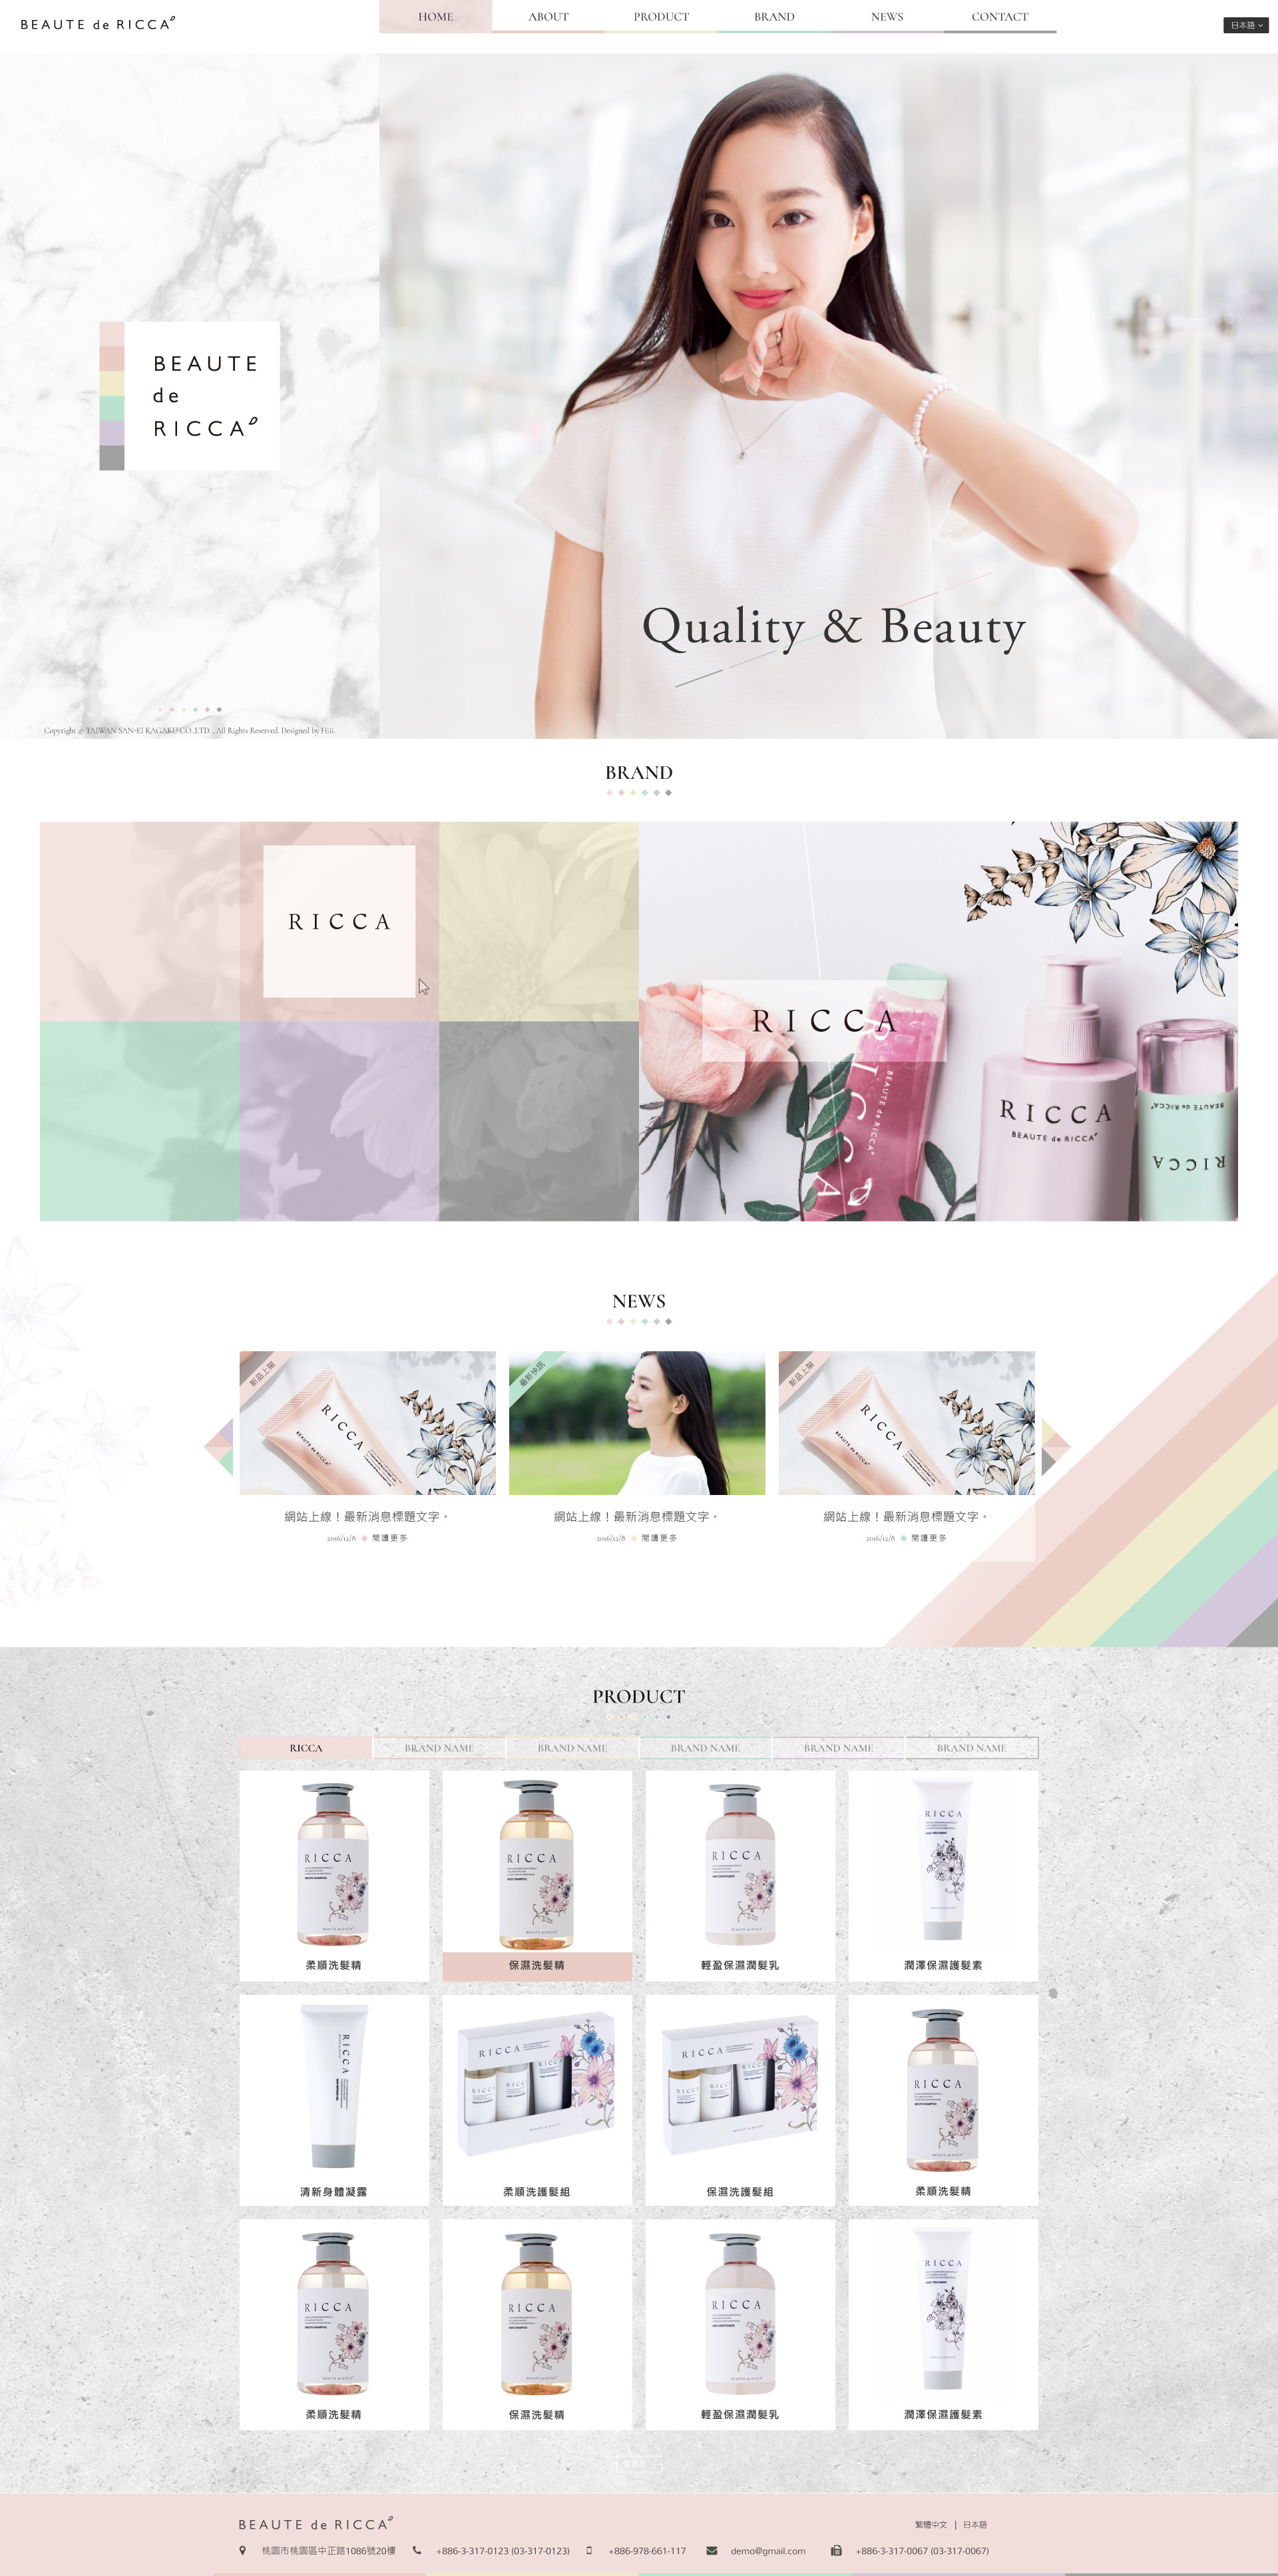 BEAUTE de RICCA
HOME
ABOUT
PRODUCT
BRAND
NEWS
CONTACT
日本語
BEAUTE
de
RICCA
Quality & Beauty
Copyright © TAIWAN SAN-EI KAGAKU CO.,LTD. , All Rights Reserved. Designed by Hiii.
BRAND
RICCA
RICCA
RICCA
BEAUTE de RICCA
RICCA
BEAUTE de RICCA
BEAUTE de RICCA
RICCA
NEWS
新品上架
RICCA
BEAUTE de RICCA
最新快訊
新品上架
RICCA
BEAUTE de RICCA
網站上線！最新消息標題文字。
2016/12/8 閱讀更多
網站上線！最新消息標題文字。
2016/12/8 閱讀更多
網站上線！最新消息標題文字。
2016/12/8 閱讀更多
PRODUCT
RICCA
BRAND NAME
BRAND NAME
BRAND NAME
BRAND NAME
BRAND NAME
RICCA
RICCA
RICCA
RICCA
柔順洗髮精
保濕洗髮精
輕盈保濕潤髮乳
潤澤保濕護髮素
RICCA
RICCA
RICCA
RICCA
清新身體凝露
柔順洗護髮組
保濕洗護髮組
柔順洗髮精
RICCA
RICCA
RICCA
RICCA
柔順洗髮精
保濕洗髮精
輕盈保濕潤髮乳
潤澤保濕護髮素
BEAUTE de RICCA
繁體中文 | 日本語
桃園市桃園區中正路1086號20樓
+886-3-317-0123 (03-317-0123)
+886-978-661-117
demo@gmail.com
+886-3-317-0067 (03-317-0067)